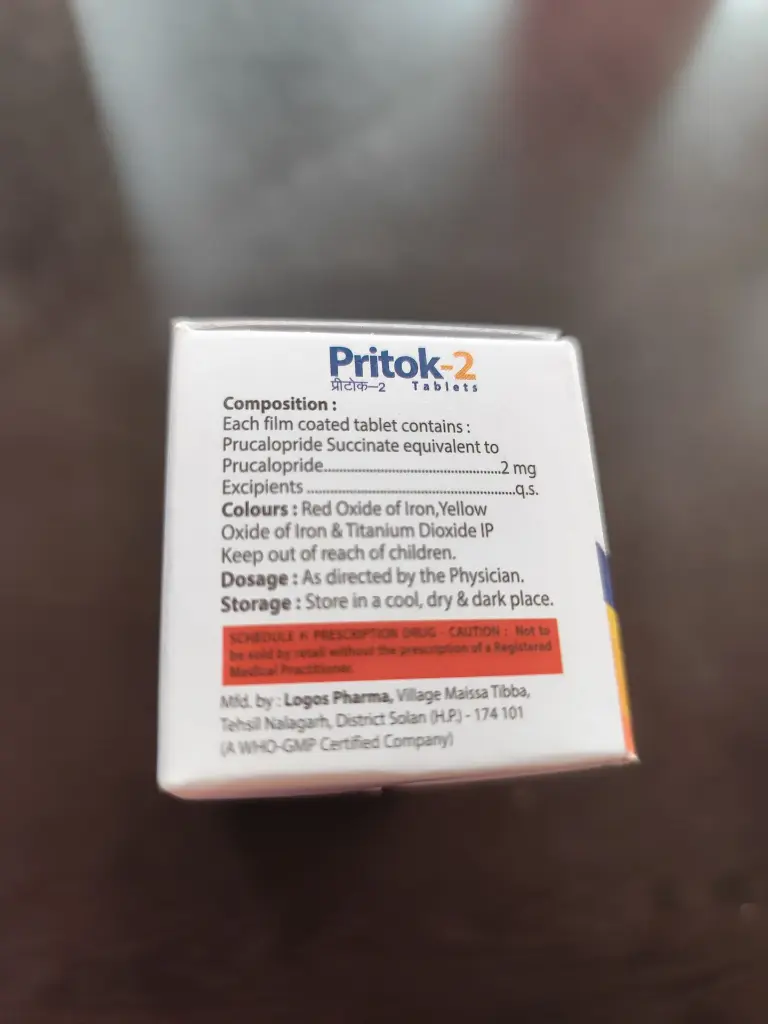 Pritok-2
प्रीटोक–2 Tablets
Composition :
Each film coated tablet contains :
Prucalopride Succinate equivalent to
Prucalopride..................................................2 mg
Excipients ...........................................................q.s.
Colours : Red Oxide of Iron,Yellow
Oxide of Iron & Titanium Dioxide IP
Keep out of reach of children.
Dosage : As directed by the Physician.
Storage : Store in a cool, dry & dark place.
SCHEDULE H PRESCRIPTION DRUG - CAUTION : Not to
be sold by retail without the prescription of a Registered
Medical Practitioner.
Mfd. by : Logos Pharma, Village Maissa Tibba,
Tehsil Nalagarh, District Solan (H.P.) - 174 101
(A WHO-GMP Certified Company)